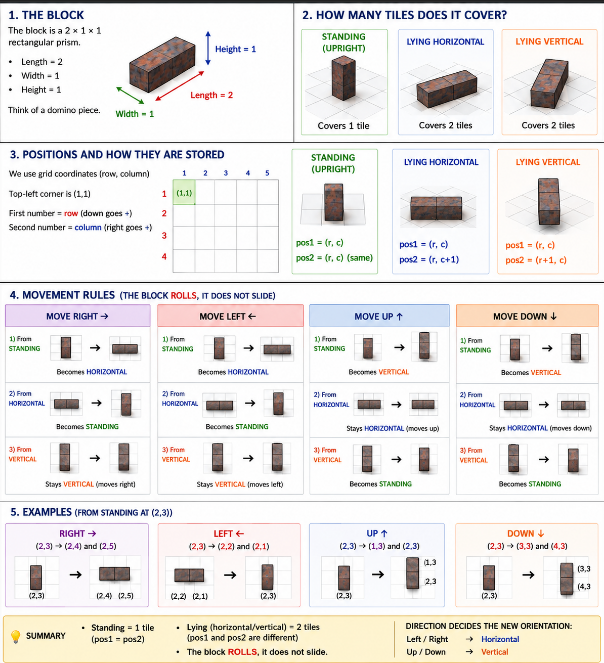 1. THE BLOCK
The block is a 2 × 1 × 1
rectangular prism.
• Length = 2
• Width = 1
• Height = 1
Think of a domino piece.
Height = 1
Length = 2
Width = 1
2. HOW MANY TILES DOES IT COVER?
STANDING
(UPRIGHT)
Covers 1 tile
LYING HORIZONTAL
Covers 2 tiles
LYING VERTICAL
Covers 2 tiles
3. POSITIONS AND HOW THEY ARE STORED
We use grid coordinates (row, column)
Top-left corner is (1,1)
First number = row (down goes +)
Second number = column (right goes +)
1 2 3 4 5
1 (1,1)
2
3
4
STANDING
(UPRIGHT)
pos1 = (r, c)
pos2 = (r, c) (same)
LYING HORIZONTAL
pos1 = (r, c)
pos2 = (r, c+1)
LYING VERTICAL
pos1 = (r, c)
pos2 = (r+1, c)
4. MOVEMENT RULES (THE BLOCK ROLLS, IT DOES NOT SLIDE)
MOVE RIGHT →
1) From
STANDING
→
Becomes HORIZONTAL
2) From
HORIZONTAL
→
Becomes STANDING
3) From
VERTICAL
→
Stays VERTICAL (moves right)
MOVE LEFT ←
1) From
STANDING
→
Becomes HORIZONTAL
2) From
HORIZONTAL
→
Becomes STANDING
3) From
VERTICAL
→
Stays VERTICAL (moves left)
MOVE UP ↑
1) From
STANDING
→
Becomes VERTICAL
2) From
HORIZONTAL
→
Stays HORIZONTAL (moves up)
3) From
VERTICAL
→
Becomes STANDING
MOVE DOWN ↓
1) From
STANDING
→
Becomes VERTICAL
2) From
HORIZONTAL
→
Stays HORIZONTAL (moves down)
3) From
VERTICAL
→
Becomes STANDING
5. EXAMPLES (FROM STANDING AT (2,3))
RIGHT →
(2,3) → (2,4) and (2,5)
→
(2,3) (2,4) (2,5)
LEFT ←
(2,3) → (2,2) and (2,1)
→
(2,2) (2,1) (2,3)
UP ↑
(2,3) → (1,3) and (2,3)
→
(1,3
2,3
(2,3)
DOWN ↓
(2,3) → (3,3) and (4,3)
→
(3,3
(4,3
(2,3)
SUMMARY
• Standing = 1 tile
(pos1 = pos2)
• Lying (horizontal/vertical) = 2 tiles
(pos1 and pos2 are different)
• The block ROLLS, it does not slide.
DIRECTION DECIDES THE NEW ORIENTATION:
Left / Right → Horizontal
Up / Down → Vertical